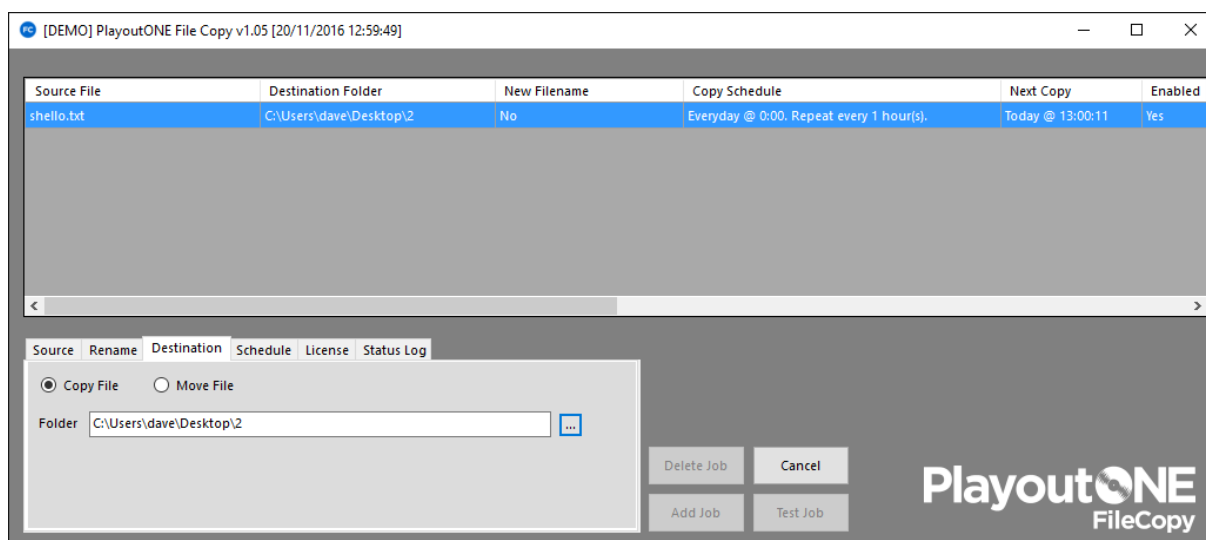 FC [DEMO] PlayoutONE File Copy v1.05 [20/11/2016 12:59:49]
Source File Destination Folder New Filename Copy Schedule Next Copy Enabled
shello.txt C:\Users\dave\Desktop\2 No Everyday @ 0:00. Repeat every 1 hour(s). Today @ 13:00:11 Yes
Source Rename Destination Schedule License Status Log
Copy File Move File
Folder C:\Users\dave\Desktop\2 ...
Delete Job Cancel
Add Job Test Job
PlayoutONE
FileCopy